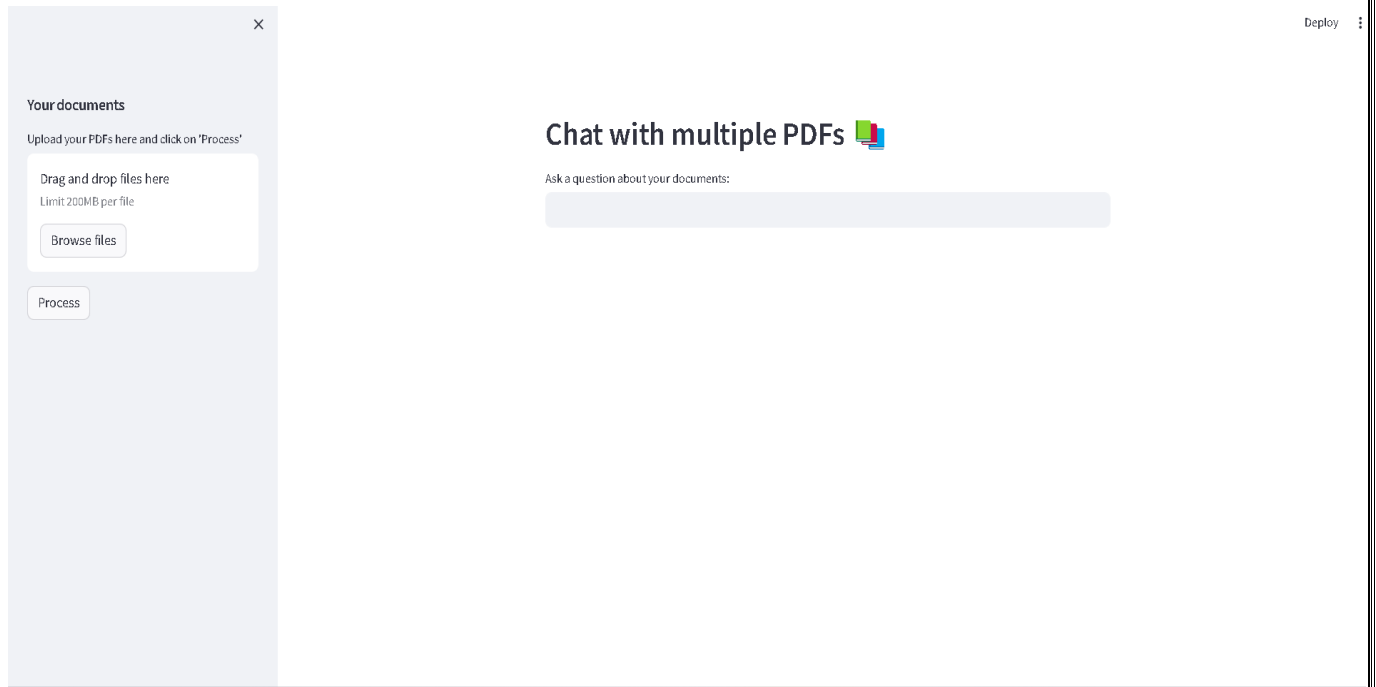 Deploy
Your documents
Upload your PDFs here and click on 'Process'
Drag and drop files here
Limit 200MB per file
Browse files
Process
Chat with multiple PDFs 📚
Ask a question about your documents: